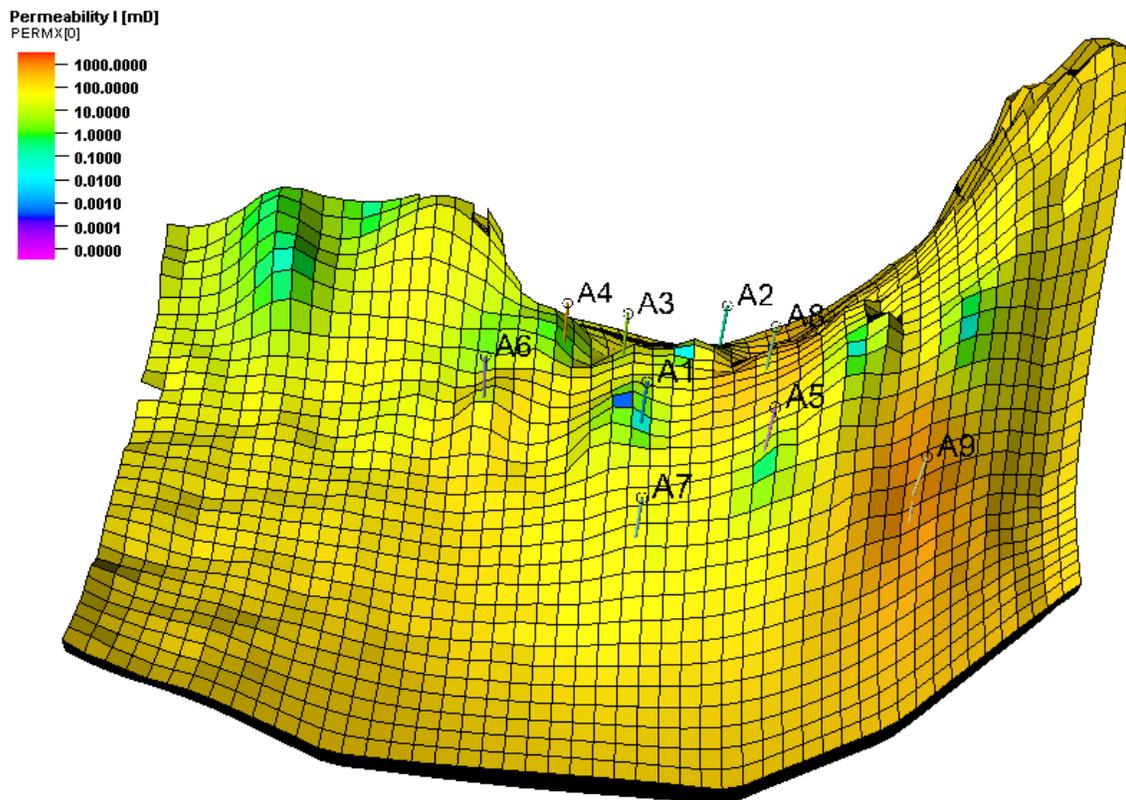 Permeability I [mD]
PERMX[0]
1000.0000
100.0000
10.0000
1.0000
0.1000
0.0100
0.0010
0.0001
0.0000
A4
A3
A2
A8
A6
A1
A5
A9
A7